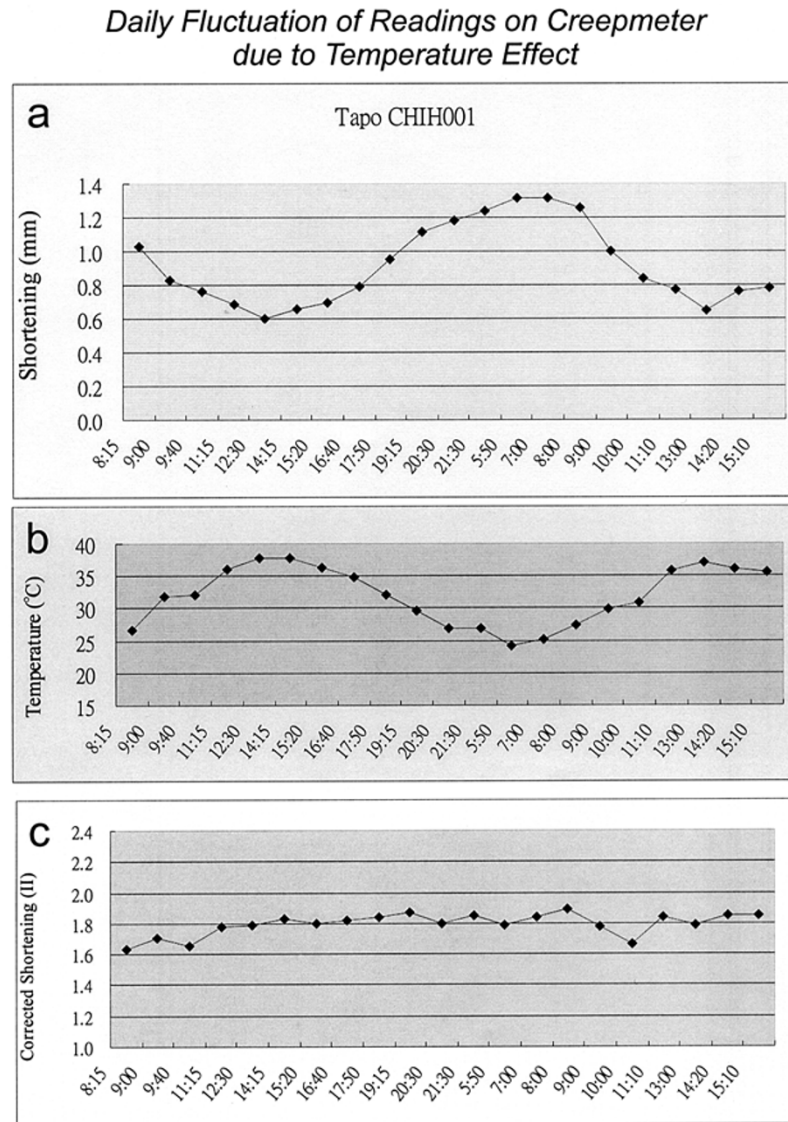 Daily Fluctuation of Readings on Creepmeter
due to Temperature Effect
a
Tapo CHIH001
Shortening (mm)
1.4
1.2
1.0
0.8
0.6
0.4
0.2
0.0
8:15 9:00 9:40 11:15 12:30 14:15 15:20 16:40 17:50 19:15 20:30 21:30 5:50 7:00 8:00 9:00 10:00 11:10 13:00 14:20 15:10
b
Temperature (℃)
40
35
30
25
20
15
8:15 9:00 9:40 11:15 12:30 14:15 15:20 16:40 17:50 19:15 20:30 21:30 5:50 7:00 8:00 9:00 10:00 11:10 13:00 14:20 15:10
c
Corrected Shortening (II)
2.4
2.2
2.0
1.8
1.6
1.4
1.2
1.0
8:15 9:00 9:40 11:15 12:30 14:15 15:20 16:40 17:50 19:15 20:30 21:30 5:50 7:00 8:00 9:00 10:00 11:10 13:00 14:20 15:10